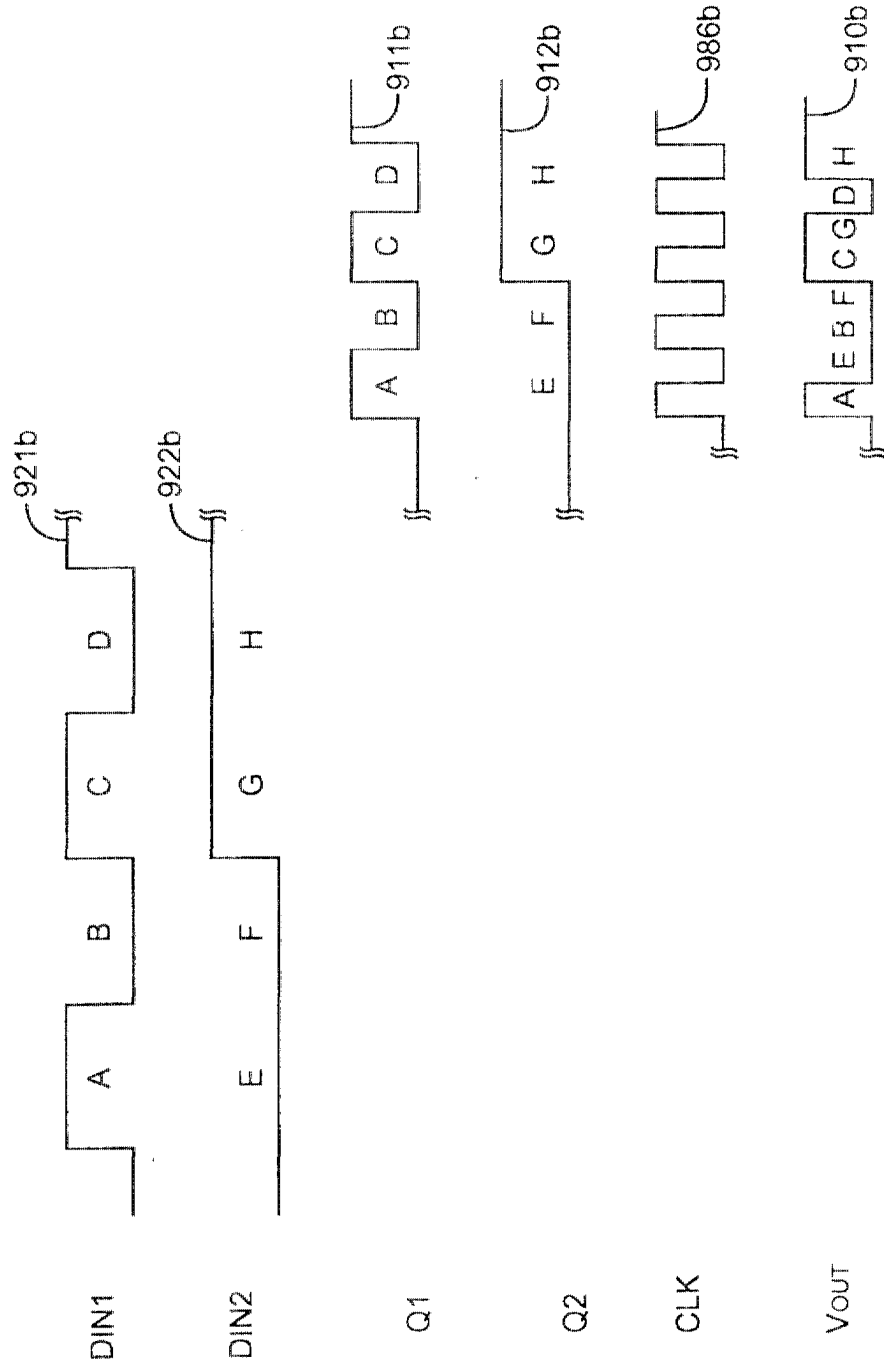 DIN1 A B C D 921b
DIN2 E F G H 922b
Q1 A B C D 911b
Q2 E F G H 912b
CLK 986b
VOUT A E B F C G D H 910b